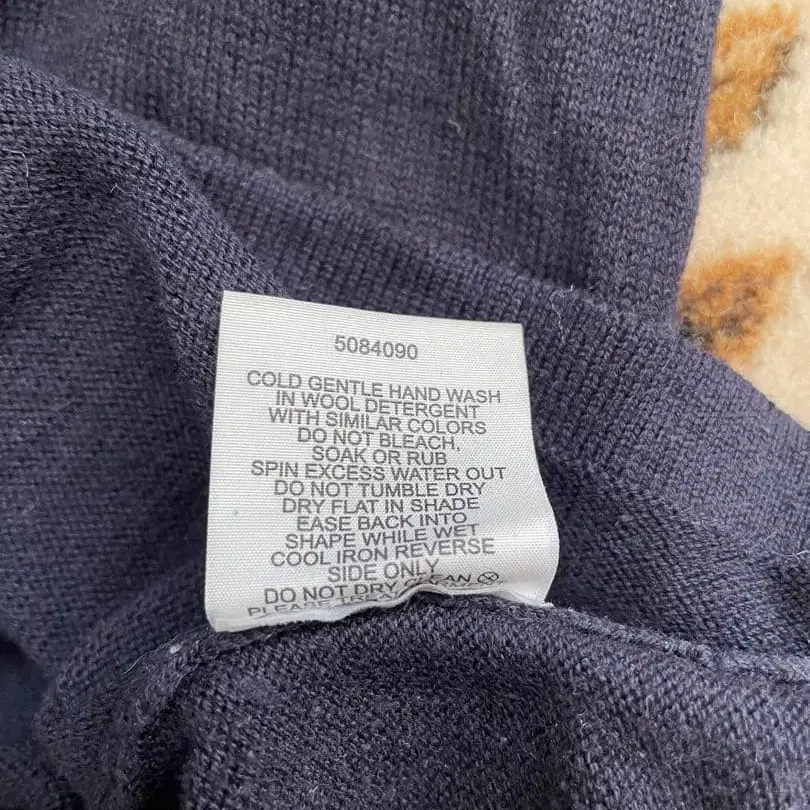 5084090
COLD GENTLE HAND WASH
IN WOOL DETERGENT
WITH SIMILAR COLORS
DO NOT BLEACH,
SOAK OR RUB
SPIN EXCESS WATER OUT
DO NOT TUMBLE DRY
DRY FLAT IN SHADE
EASE BACK INTO
SHAPE WHILE WET
COOL IRON REVERSE
SIDE ONLY
DO NOT DRY CLEAN
PLEASE